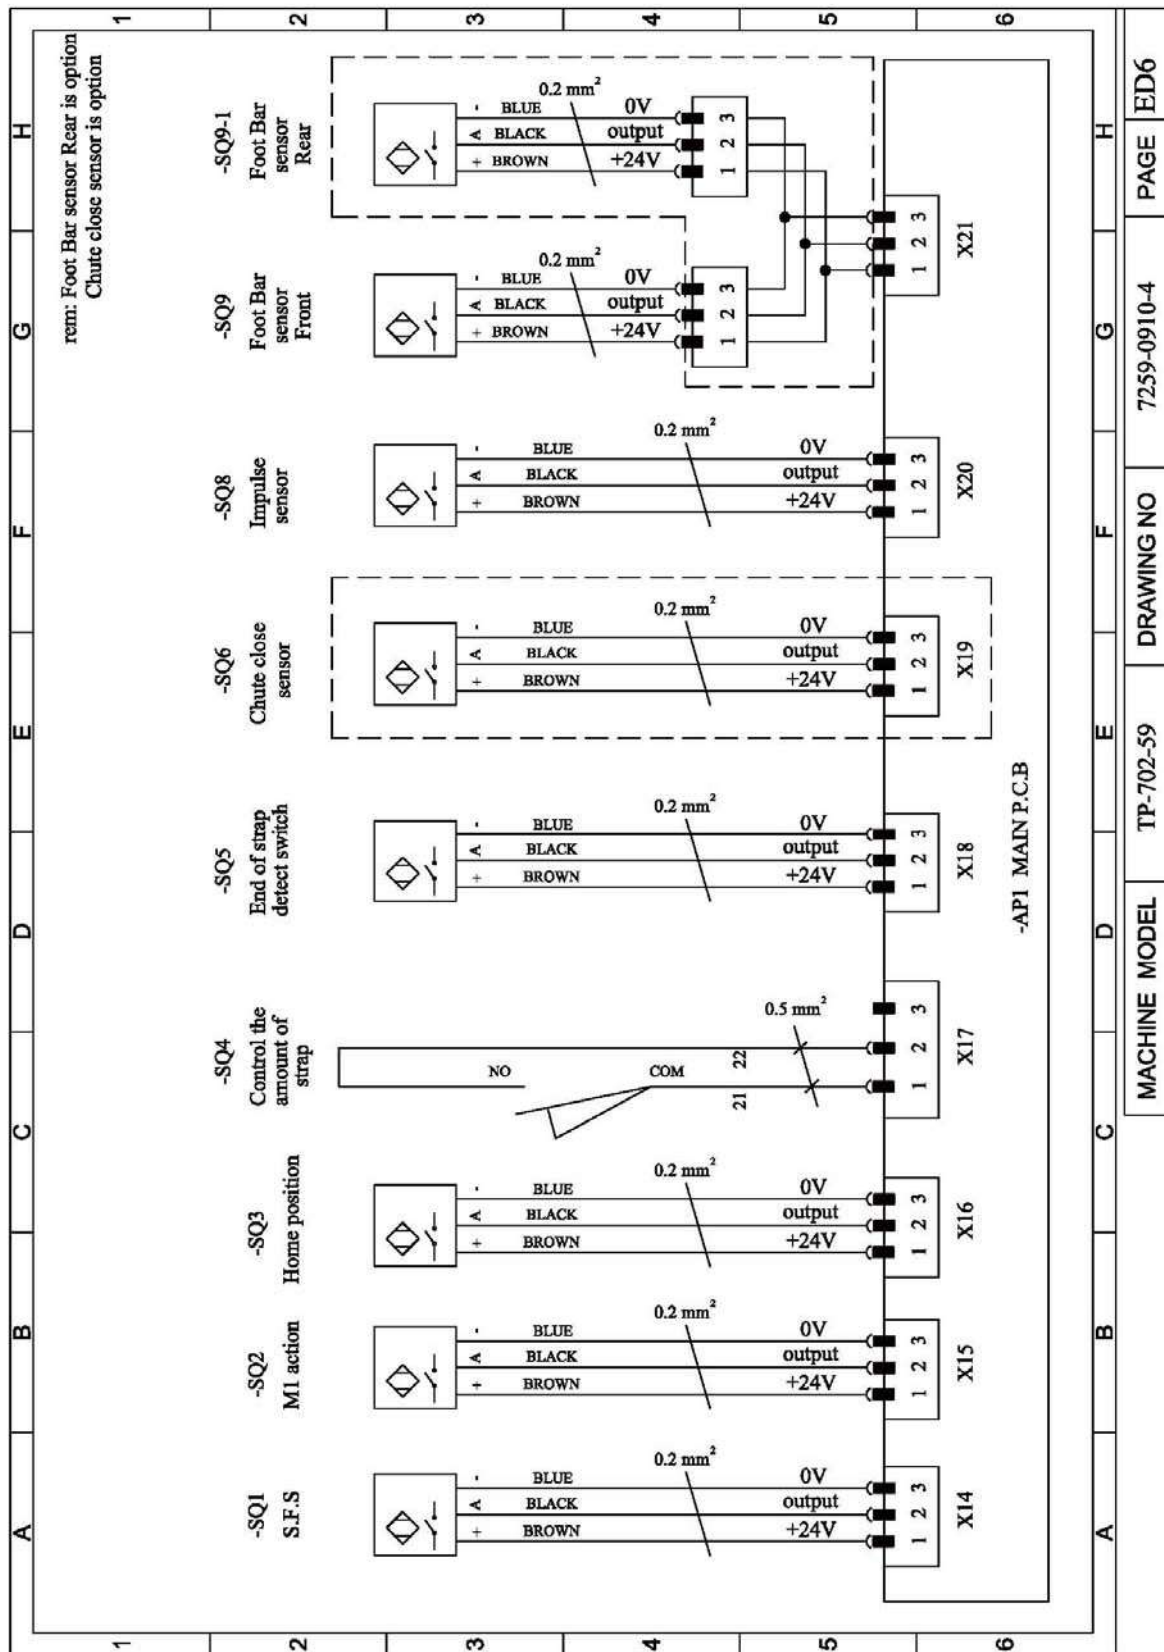 1 2 3 4 5 6
rem: Foot Bar sensor Rear is option
Chute close sensor is option
A B C D E F G H
-SQ1
S.F.S
-SQ2
M1 action
-SQ3
Home position
-SQ4
Control the
amount of
strap
-SQ5
End of strap
detect switch
-SQ6
Chute close
sensor
-SQ8
Impulse
sensor
-SQ9
Foot Bar
sensor
Front
-SQ9-1
Foot Bar
sensor
Rear
+ A -
BROWN BLACK BLUE
0.2 mm²
+24V output 0V
1 2 3
X14
+ A -
BROWN BLACK BLUE
0.2 mm²
+24V output 0V
1 2 3
X15
+ A -
BROWN BLACK BLUE
0.2 mm²
+24V output 0V
1 2 3
X16
NO
COM
21 22
0.5 mm²
1 2 3
X17
+ A -
BROWN BLACK BLUE
0.2 mm²
+24V output 0V
1 2 3
X18
+ A -
BROWN BLACK BLUE
0.2 mm²
+24V output 0V
1 2 3
X19
+ A -
BROWN BLACK BLUE
0.2 mm²
+24V output 0V
1 2 3
X20
+ A -
BROWN BLACK BLUE
0.2 mm²
+24V output 0V
1 2 3
+ A -
BROWN BLACK BLUE
0.2 mm²
+24V output 0V
1 2 3
1 2 3
X21
-AP1 MAIN P.C.B
A B C D E F G H
1 2 3 4 5 6
MACHINE MODEL TP-702-59 DRAWING NO 7259-0910-4 PAGE ED6